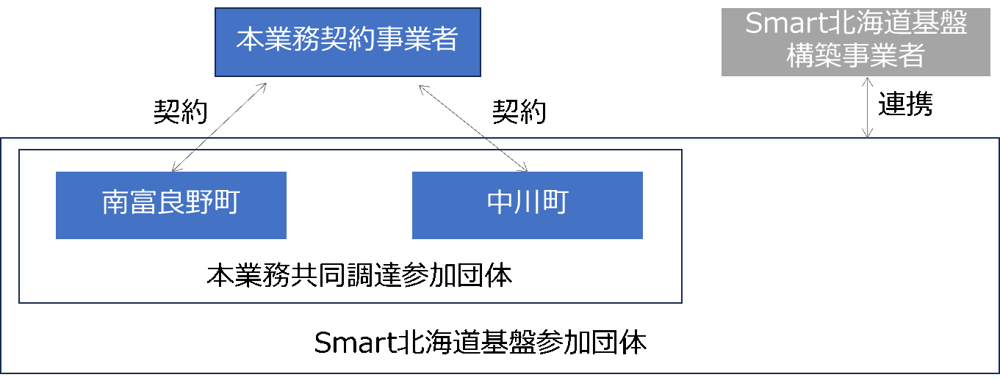 本業務契約事業者
Smart北海道基盤
構築事業者
契約
契約
連携
南富良野町
中川町
本業務共同調達参加団体
Smart北海道基盤参加団体